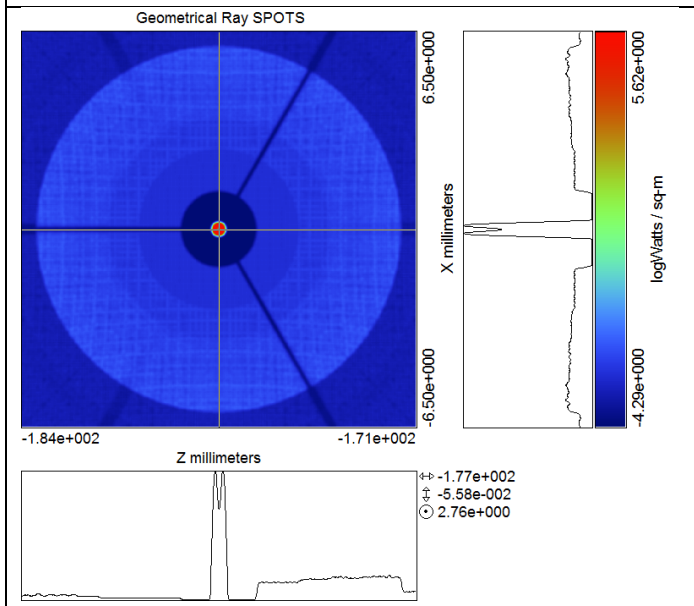 Geometrical Ray SPOTS
6.50e+000
X millimeters
-6.50e+000
5.62e+000
logWatts / sq-m
-4.29e+000
-1.84e+002
-1.71e+002
Z millimeters
-1.77e+002
-5.58e-002
2.76e+000